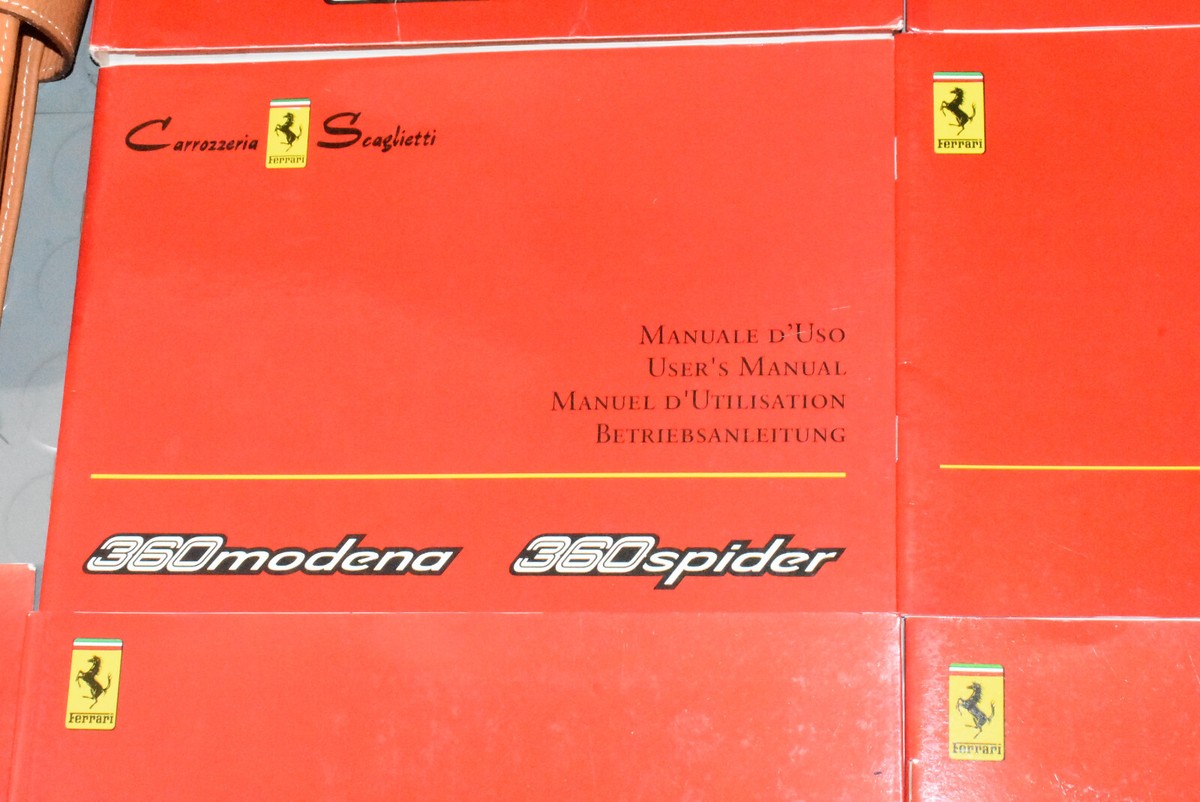 Carrozzeria Ferrari Scaglietti
Ferrari
Manuale d'Uso
User's Manual
Manuel d'Utilisation
Betriebsanleitung
360modena 360spider
Ferrari
Ferrari